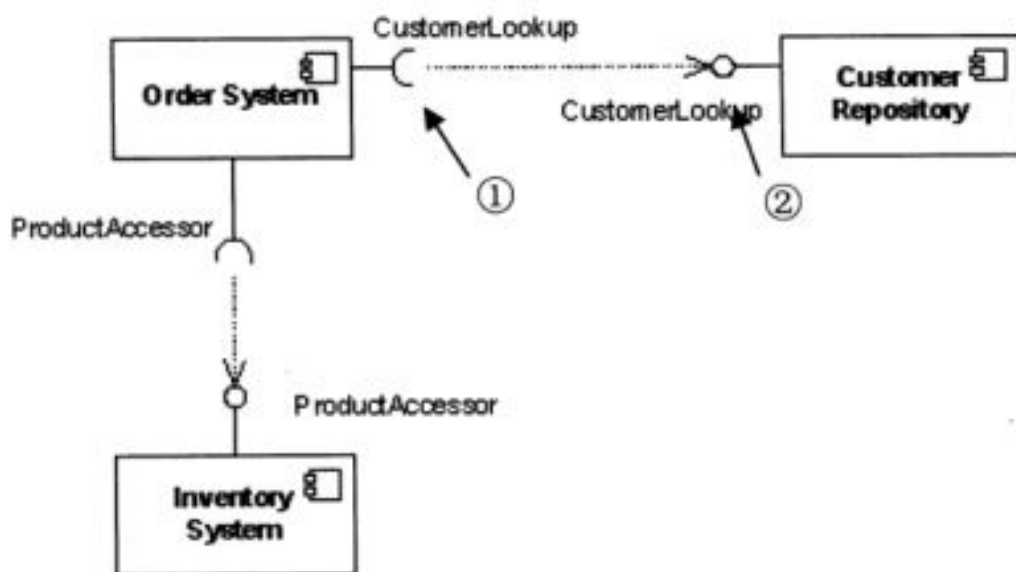 CustomerLookup
Order System
Customer
Repository
CustomerLookup
①
②
ProductAccessor
ProductAccessor
Inventory
System